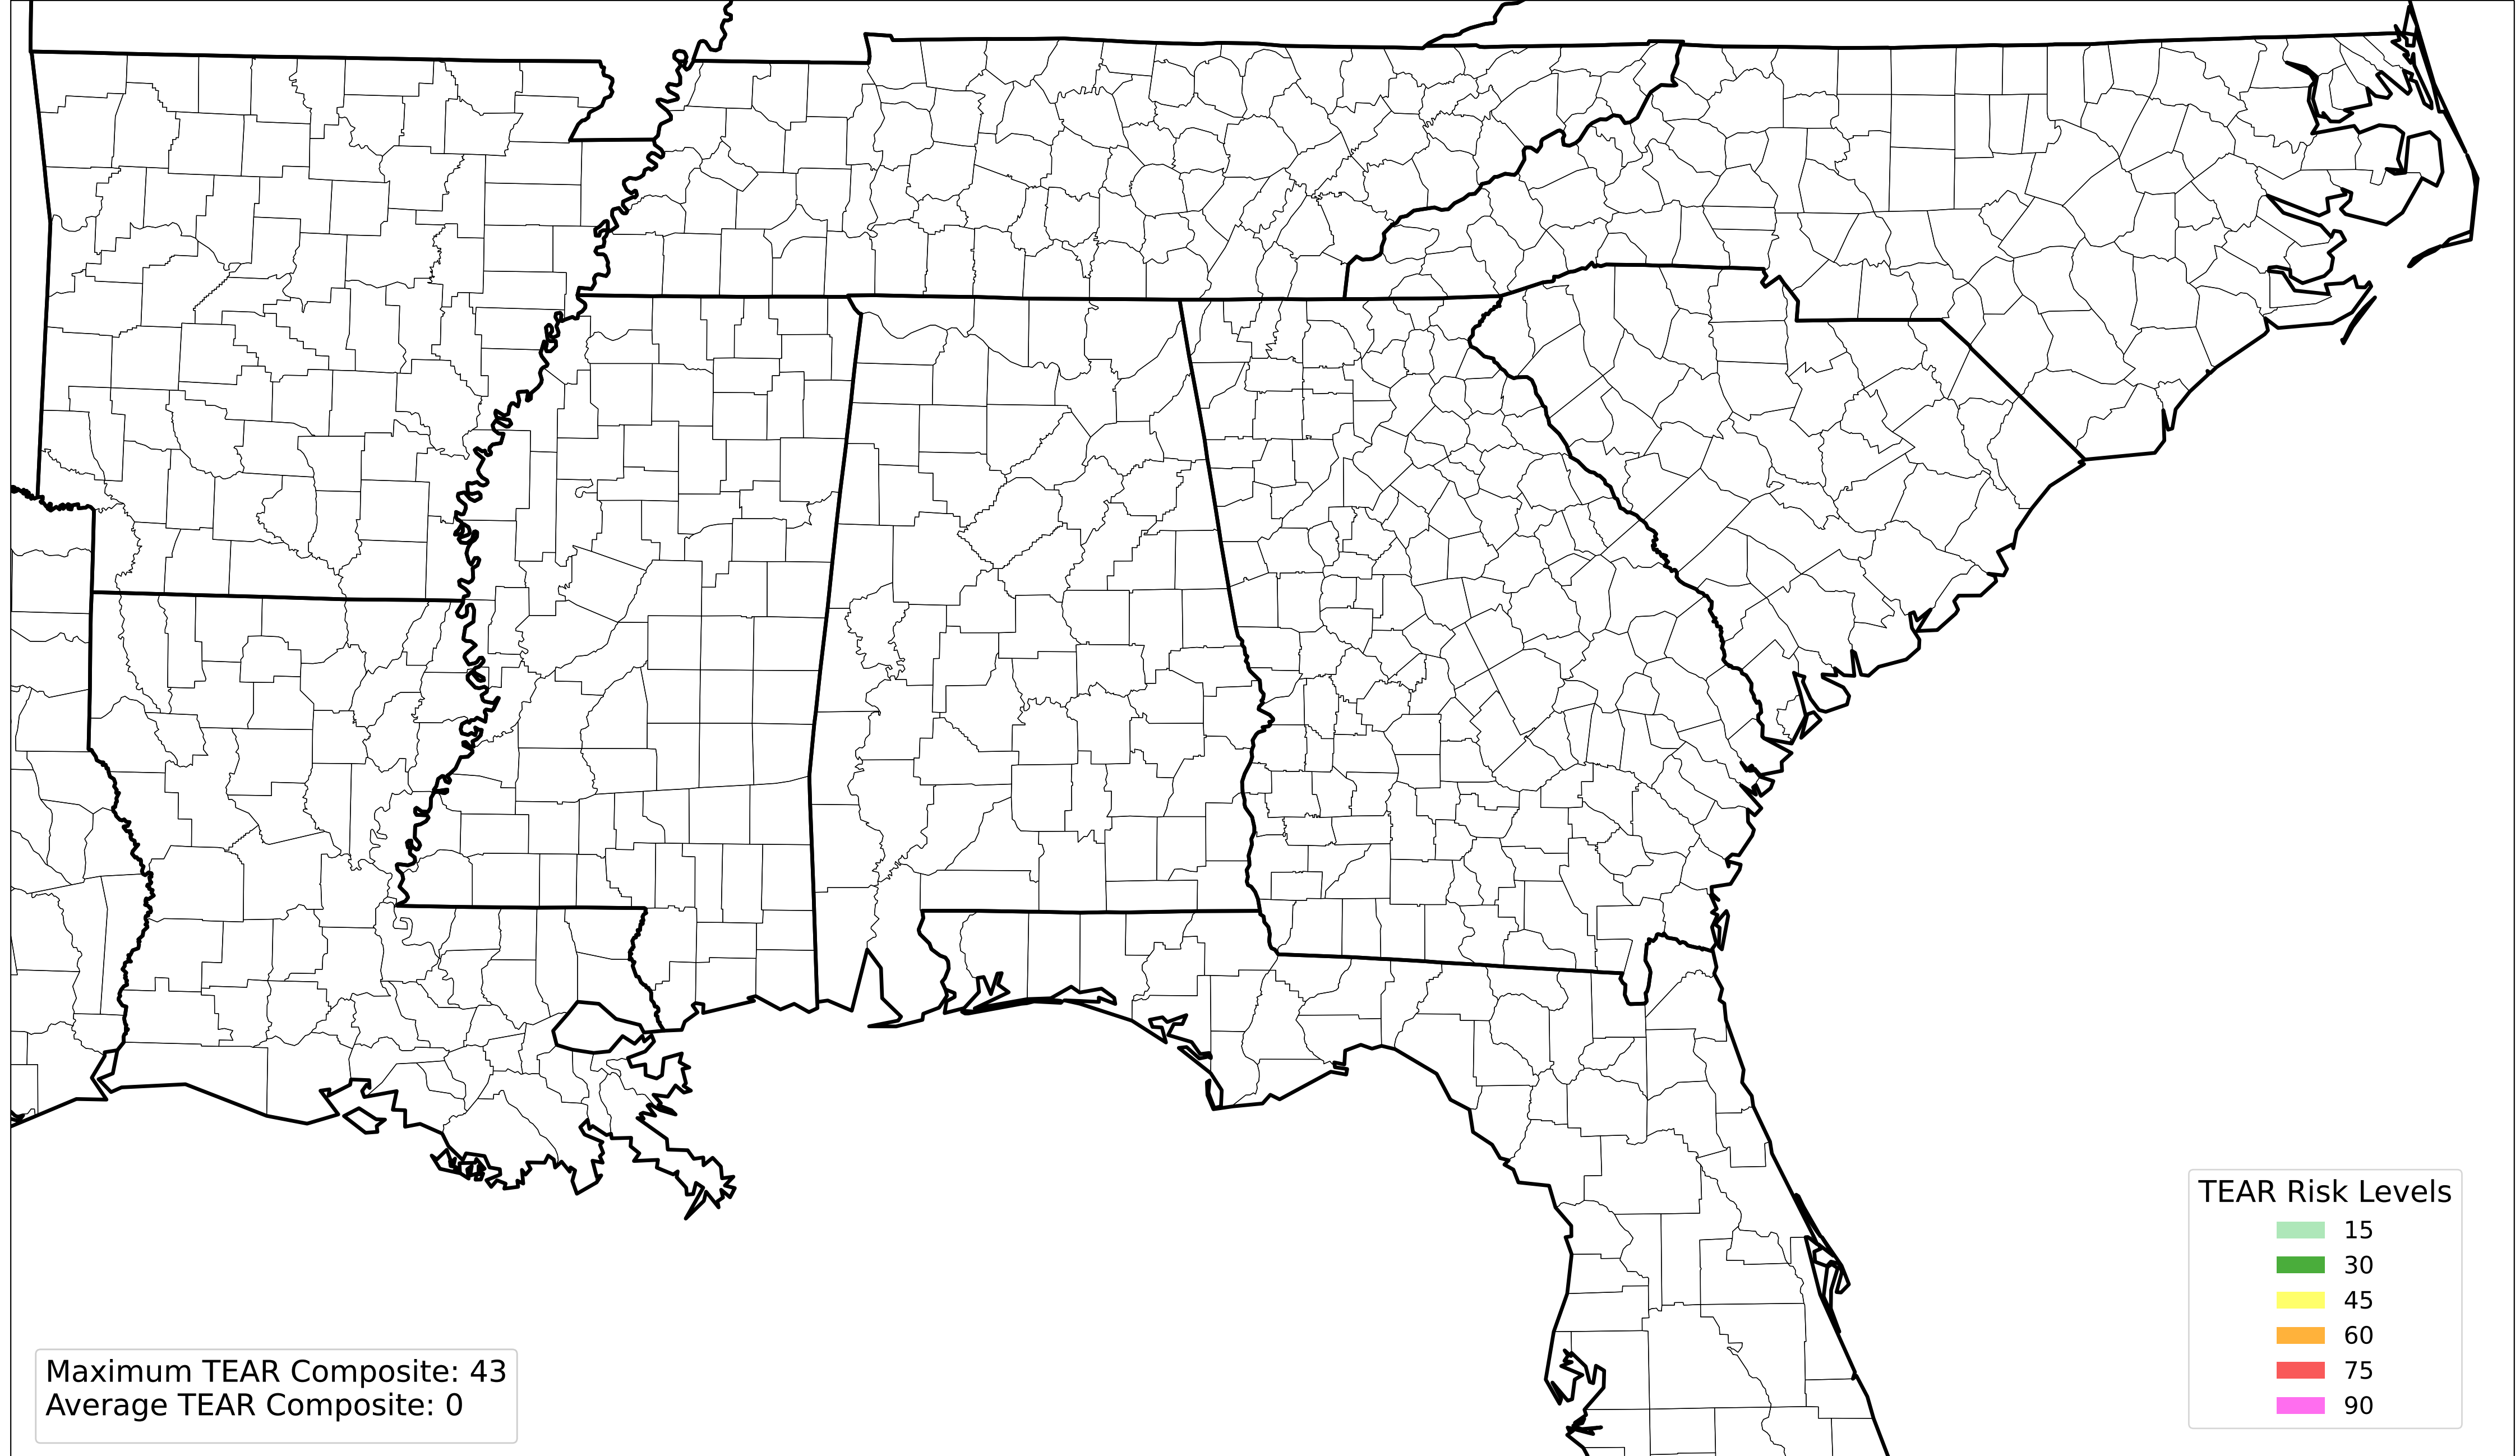 TEAR Risk Levels
15
30
45
60
75
90
Maximum TEAR Composite: 43
Average TEAR Composite: 0